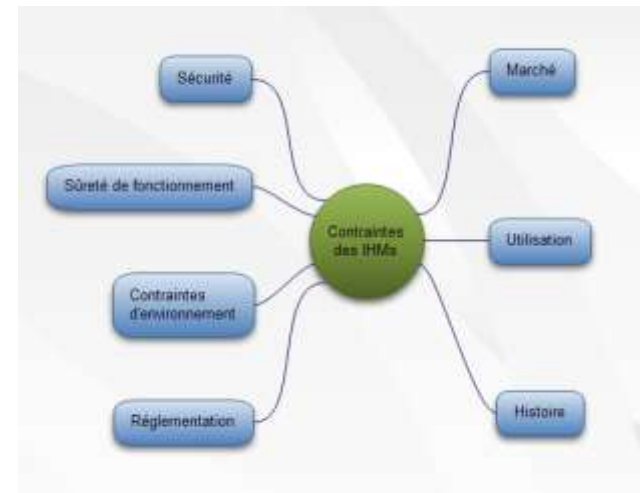 Sécurité
Marché
Sûreté de fonctionnement
Contraintes
des IHMs
Utilisation
Contraintes
d'environnement
Réglementation
Histoire